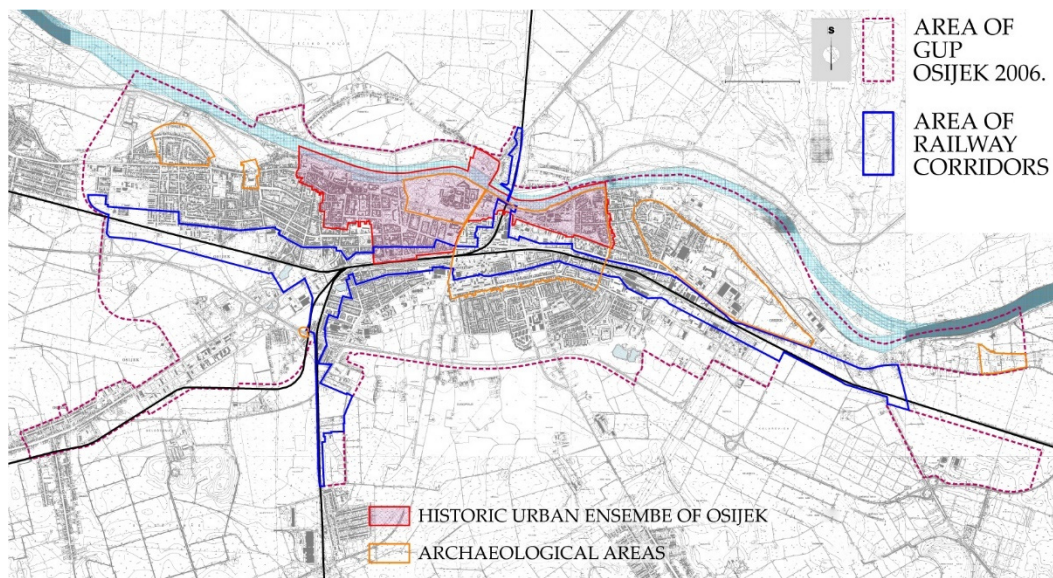 S
AREA OF
GUP
OSIJEK 2006.
AREA OF
RAILWAY
CORRIDORS
HISTORIC URBAN ENSEMBE OF OSIJEK
ARCHAEOLOGICAL AREAS